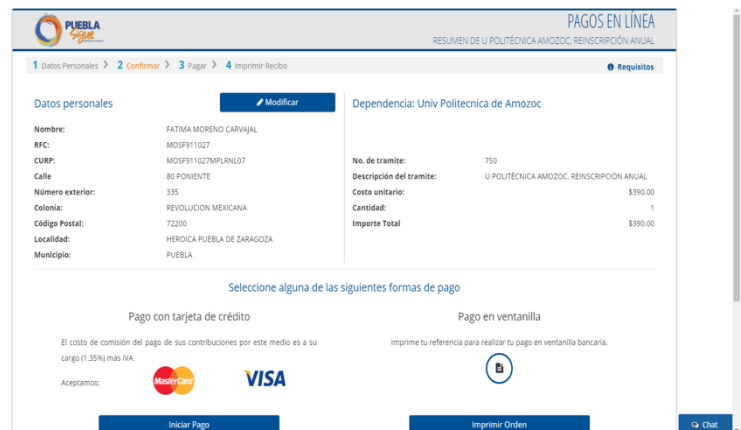 PUEBLA
Sigue
PAGOS EN LÍNEA
RESUMEN DE U POLITÉCNICA AMOZOC, REINSCRIPCIÓN ANUAL
1 Datos Personales > 2 Confirmar > 3 Pagar > 4 Imprimir Recibo
Requisitos
Datos personales
Modificar
Nombre: FATIMA MORENO CARVAJAL
RFC: MOSF911027
CURP: MOSF911027MPLRNL07
Calle 80 PONIENTE
Número exterior: 335
Colonia: REVOLUCION MEXICANA
Código Postal: 72200
Localidad: HEROICA PUEBLA DE ZARAGOZA
Municipio: PUEBLA
Dependencia: Univ Politecnica de Amozoc
No. de tramite: 750
Descripción del tramite: U POLITÉCNICA AMOZOC, REINSCRIPCIÓN ANUAL
Costo unitario: $390.00
Cantidad: 1
Importe Total $390.00
Seleccione alguna de las siguientes formas de pago
Pago con tarjeta de crédito
El costo de comisión del pago de sus contribuciones por este medio es a su
cargo (1.35%) más IVA.
Aceptamos: MasterCard VISA
Iniciar Pago
Pago en ventanilla
Imprime tu referencia para realizar tu pago en ventanilla bancaria.
Imprimir Orden
Chat